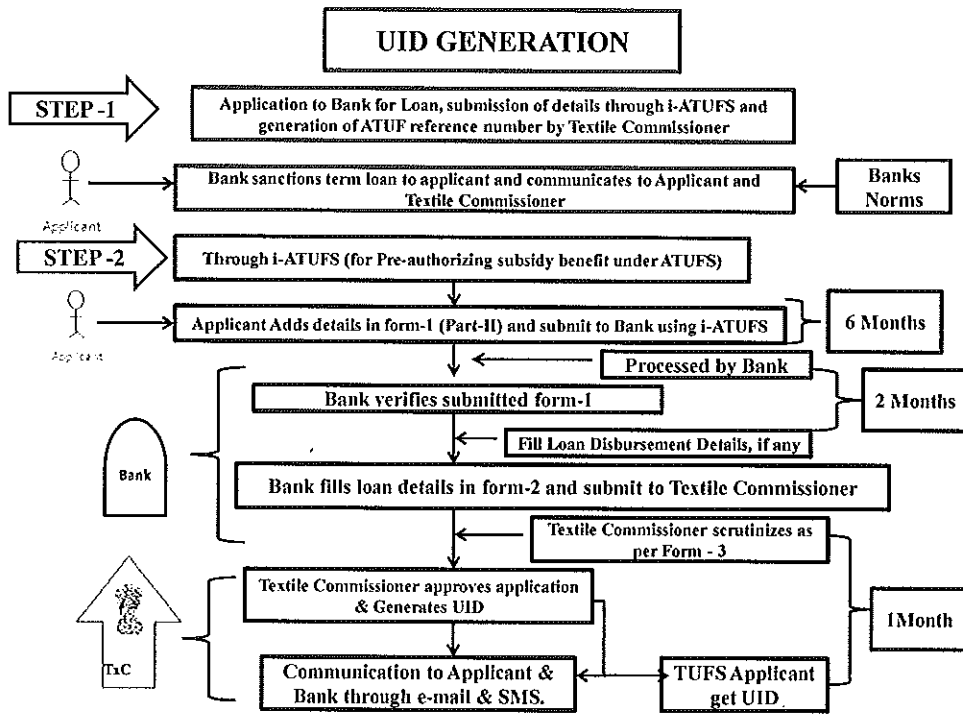 UID GENERATION
STEP -1
Application to Bank for Loan, submission of details through i-ATUFS and
generation of ATUF reference number by Textile Commissioner
Applicant
Bank sanctions term loan to applicant and communicates to Applicant and
Textile Commissioner
Banks
Norms
STEP -2
Through i-ATUFS (for Pre-authorizing subsidy benefit under ATUFS)
Applicant
Applicant Adds details in form-1 (Part-II) and submit to Bank using i-ATUFS
6 Months
Processed by Bank
Bank verifies submitted form-1
2 Months
Fill Loan Disbursement Details, if any
Bank
Bank fills loan details in form-2 and submit to Textile Commissioner
Textile Commissioner scrutinizes as
per Form - 3
Textile Commissioner approves application
& Generates UID
1Month
TxC
Communication to Applicant &
Bank through e-mail & SMS.
TUFS Applicant
get UID